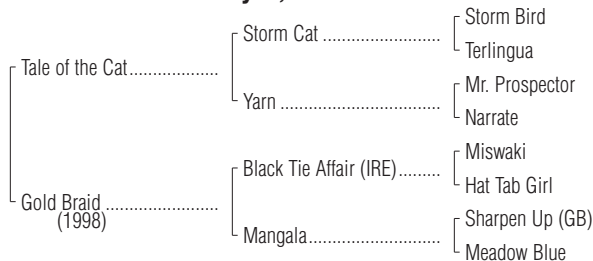 Storm Bird
Storm Cat ......................
Terlingua
Tale of the Cat..................
Mr. Prospector
Yarn ..............................
Narrate
Miswaki
Black Tie Affair (IRE).........
Hat Tab Girl
Gold Braid ......................
(1998)
Sharpen Up (GB)
Mangala.........................
Meadow Blue